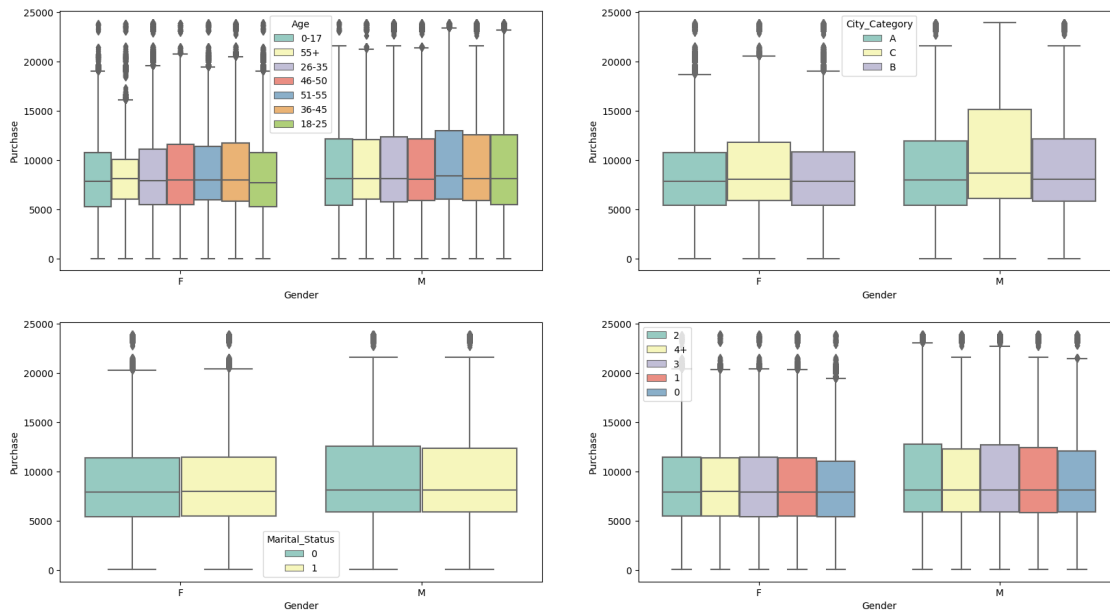 25000
20000
15000
10000
5000
0
Purchase
F
M
Gender
Age
0-17
55+
26-35
46-50
51-55
36-45
18-25
25000
20000
15000
10000
5000
0
Purchase
F
M
Gender
City_Category
A
C
B
25000
20000
15000
10000
5000
0
Purchase
F
M
Gender
Marital_Status
0
1
25000
20000
15000
10000
5000
0
Purchase
F
M
Gender
2
4+
3
1
0